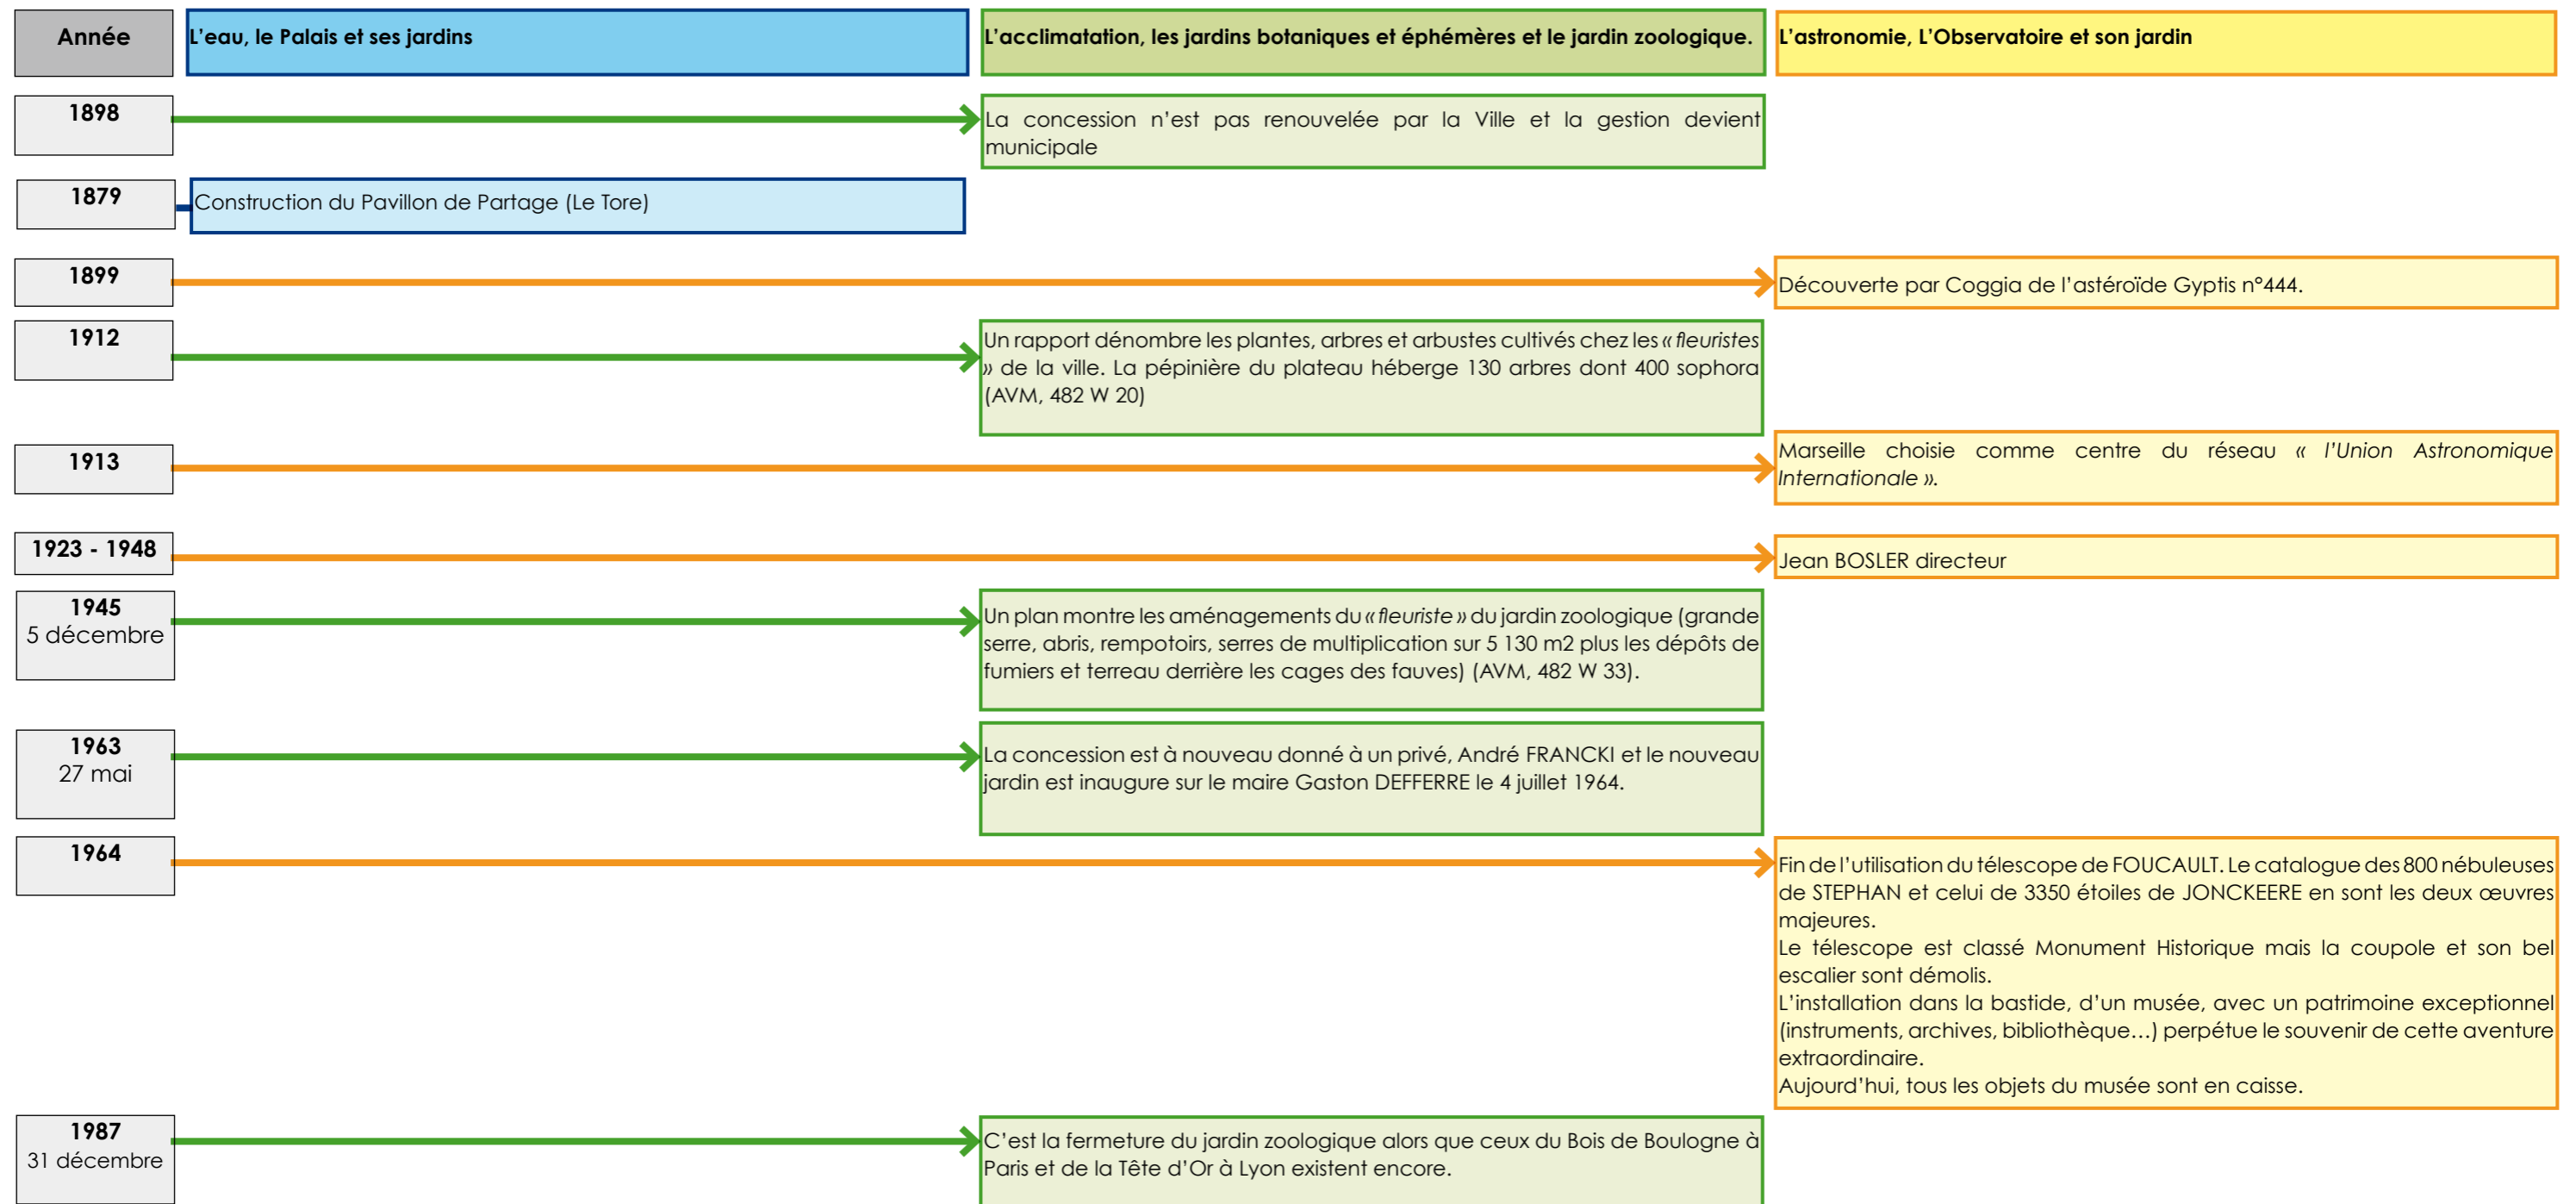 Année
L'eau, le Palais et ses jardins
L'acclimatation, les jardins botaniques et éphémères et le jardin zoologique.
L'astronomie, L'Observatoire et son jardin
1898
La concession n'est pas renouvelée par la Ville et la gestion devient
municipale
1879
Construction du Pavillon de Partage (Le Tore)
1899
Découverte par Coggia de l'astéroïde Gyptis n°444.
1912
Un rapport dénombre les plantes, arbres et arbustes cultivés chez les « fleuristes
» de la ville. La pépinière du plateau héberge 130 arbres dont 400 sophora
(AVM, 482 W 20)
1913
Marseille choisie comme centre du réseau « l'Union Astronomique
Internationale ».
1923 - 1948
Jean BOSLER directeur
1945
5 décembre
Un plan montre les aménagements du « fleuriste » du jardin zoologique (grande
serre, abris, rempotoirs, serres de multiplication sur 5 130 m2 plus les dépôts de
fumiers et terreau derrière les cages des fauves) (AVM, 482 W 33).
1963
27 mai
La concession est à nouveau donné à un privé, André FRANCKI et le nouveau
jardin est inaugure sur le maire Gaston DEFFERRE le 4 juillet 1964.
1964
Fin de l'utilisation du télescope de FOUCAULT. Le catalogue des 800 nébuleuses
de STEPHAN et celui de 3350 étoiles de JONCKEERE en sont les deux œuvres
majeures.
Le télescope est classé Monument Historique mais la coupole et son bel
escalier sont démolis.
L'installation dans la bastide, d'un musée, avec un patrimoine exceptionnel
(instruments, archives, bibliothèque…) perpétue le souvenir de cette aventure
extraordinaire.
Aujourd'hui, tous les objets du musée sont en caisse.
1987
31 décembre
C'est la fermeture du jardin zoologique alors que ceux du Bois de Boulogne à
Paris et de la Tête d'Or à Lyon existent encore.